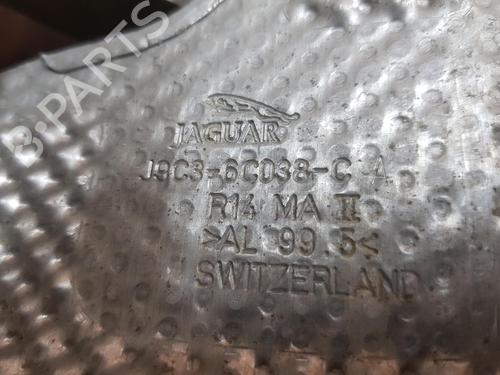 B-PARTS
JAGUAR
J9C3-6C038-C A
R14 MA II
>AL 99.5<
SWITZERLAND